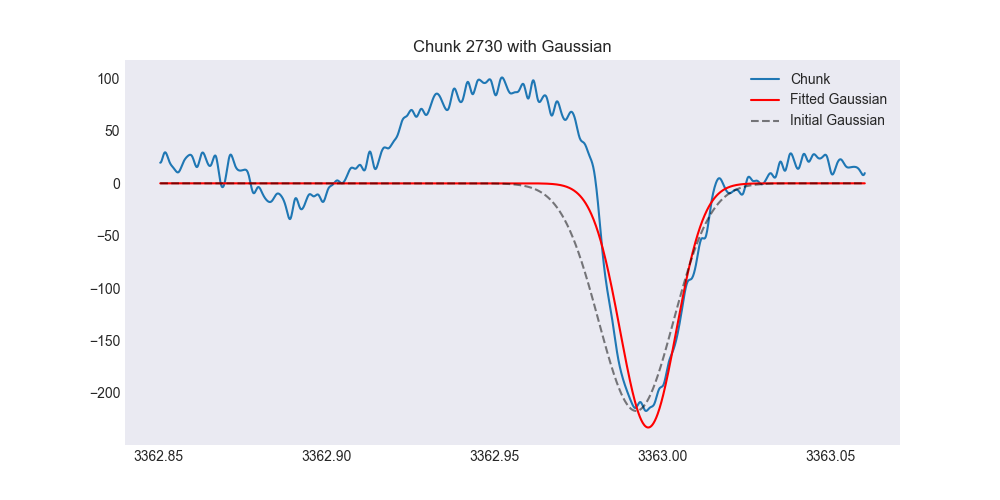 Chunk 2730 with Gaussian
Chunk
Fitted Gaussian
Initial Gaussian
100
50
0
−50
−100
−150
−200
3362.85 3362.90 3362.95 3363.00 3363.05